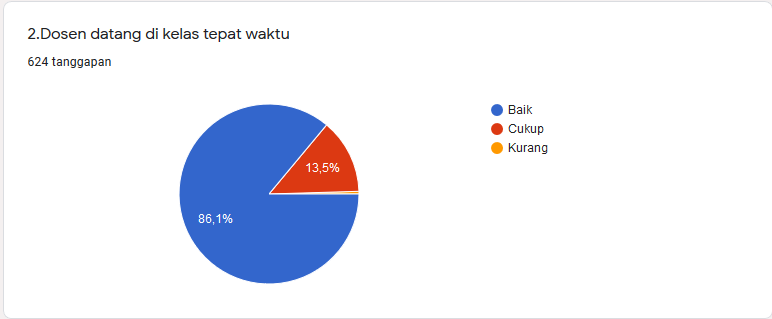 2.Dosen datang di kelas tepat waktu
624 tanggapan
Baik
Cukup
Kurang
13,5%
86,1%